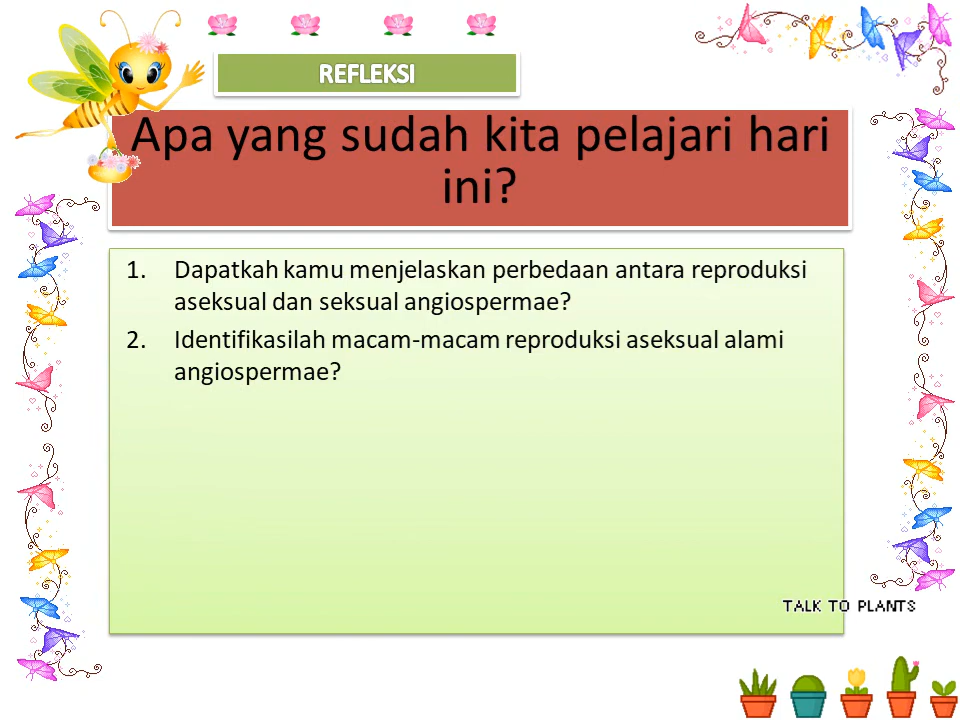 REFLEKSI
Apa yang sudah kita pelajari hari
ini?
1. Dapatkah kamu menjelaskan perbedaan antara reproduksi
aseksual dan seksual angiospermae?
2. Identifikasilah macam-macam reproduksi aseksual alami
angiospermae?
TALK TO PLANTS